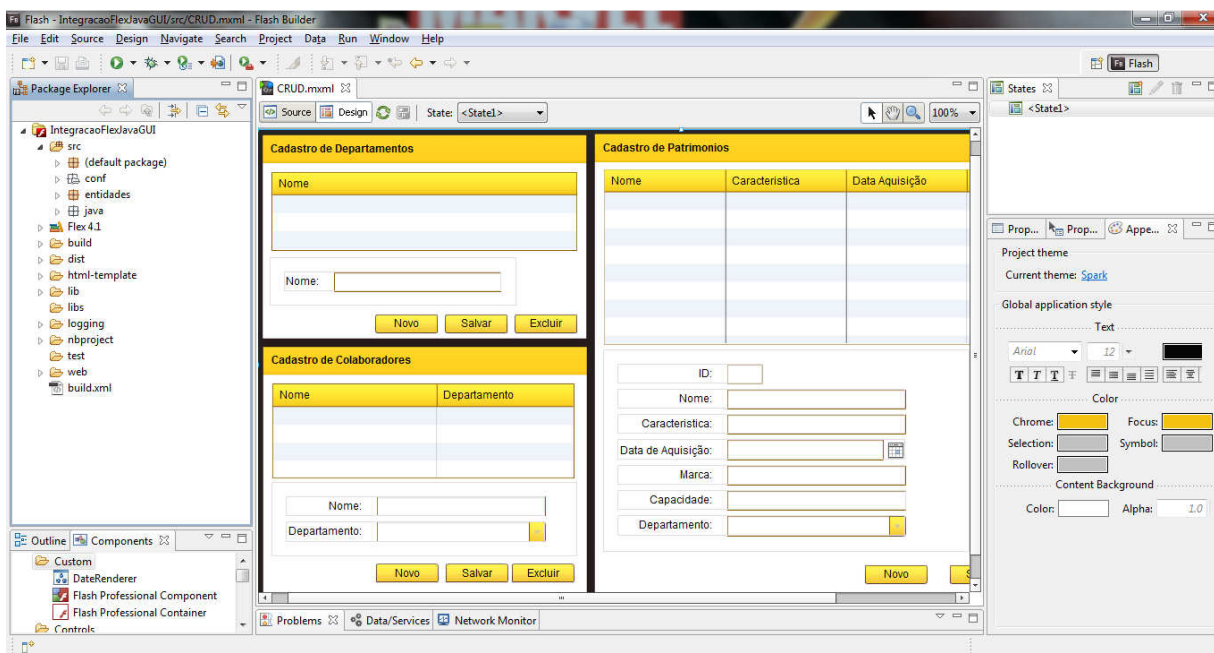 Flash - IntegracaoFlexJavaGUI/src/CRUD.mxml - Flash Builder
File Edit Source Design Navigate Search Project Data Run Window Help
Flash
Package Explorer
IntegracaoFlexJavaGUI
src
(default package)
conf
entidades
java
Flex 4.1
build
dist
html-template
lib
libs
logging
nbproject
test
web
build.xml
Outline Components
Custom
DateRenderer
Flash Professional Component
Flash Professional Container
Controls
CRUD.mxml
Source Design State: <State1> 100%
Cadastro de Departamentos
Nome
Nome:
Novo Salvar Excluir
Cadastro de Colaboradores
Nome Departamento
Nome:
Departamento:
Novo Salvar Excluir
Cadastro de Patrimonios
Nome Caracteristica Data Aquisição
ID:
Nome:
Caracteristica:
Data de Aquisição:
Marca:
Capacidade:
Departamento:
Novo S
Problems Data/Services Network Monitor
States
<State1>
Prop... Prop... Appe...
Project theme
Current theme: Spark
Global application style
Text
Arial 12
T T T T
Color
Chrome: Focus:
Selection: Symbol:
Rollover:
Content Background
Color: Alpha: 1.0